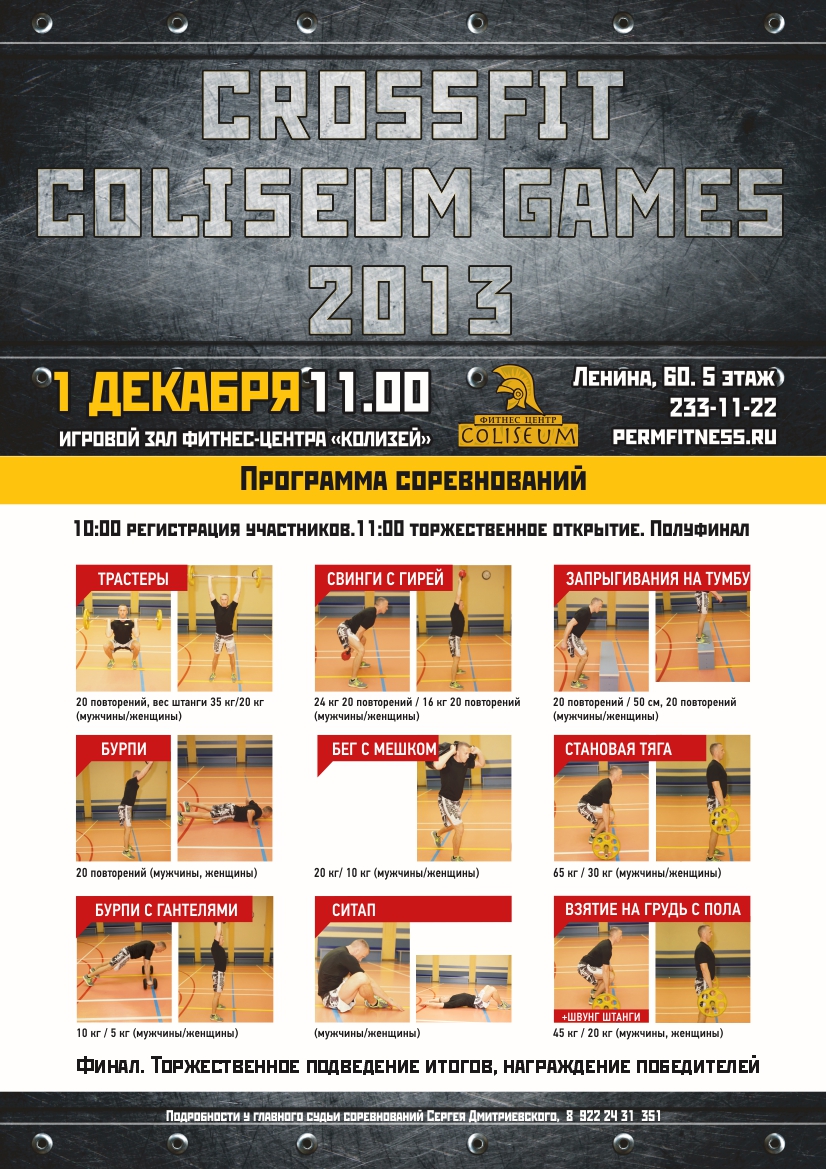 CROSSFIT
COLISEUM GAMES
2013
1 ДЕКАБРЯ 11.00
ИГРОВОЙ ЗАЛ ФИТНЕС-ЦЕНТРА «КОЛИЗЕЙ»
ФИТНЕС ЦЕНТР
COLISEUM
Ленина, 60. 5 этаж
233-11-22
PERMFITNESS.RU
Программа соревнований
10:00 регистрация участников.11:00 торжественное открытие. Полуфинал
ТРАСТЕРЫ
20 повторений, вес штанги 35 кг/20 кг
(мужчины/женщины)
СВИНГИ С ГИРЕЙ
24 кг 20 повторений / 16 кг 20 повторений
(мужчины/женщины)
ЗАПРЫГИВАНИЯ НА ТУМБУ
20 повторений / 50 см, 20 повторений
(мужчины/женщины)
БУРПИ
20 повторений (мужчины, женщины)
БЕГ С МЕШКОМ
20 кг/ 10 кг (мужчины/женщины)
СТАНОВАЯ ТЯГА
65 кг / 30 кг (мужчины/женщины)
БУРПИ С ГАНТЕЛЯМИ
10 кг / 5 кг (мужчины/женщины)
СИТАП
(мужчины/женщины)
ВЗЯТИЕ НА ГРУДЬ С ПОЛА
+ШВУНГ ШТАНГИ
45 кг / 20 кг (мужчины, женщины)
Финал. Торжественное подведение итогов, награждение победителей
Подробности у главного судьи соревнований Сергея Дмитриевского, 8 922 24 31 351